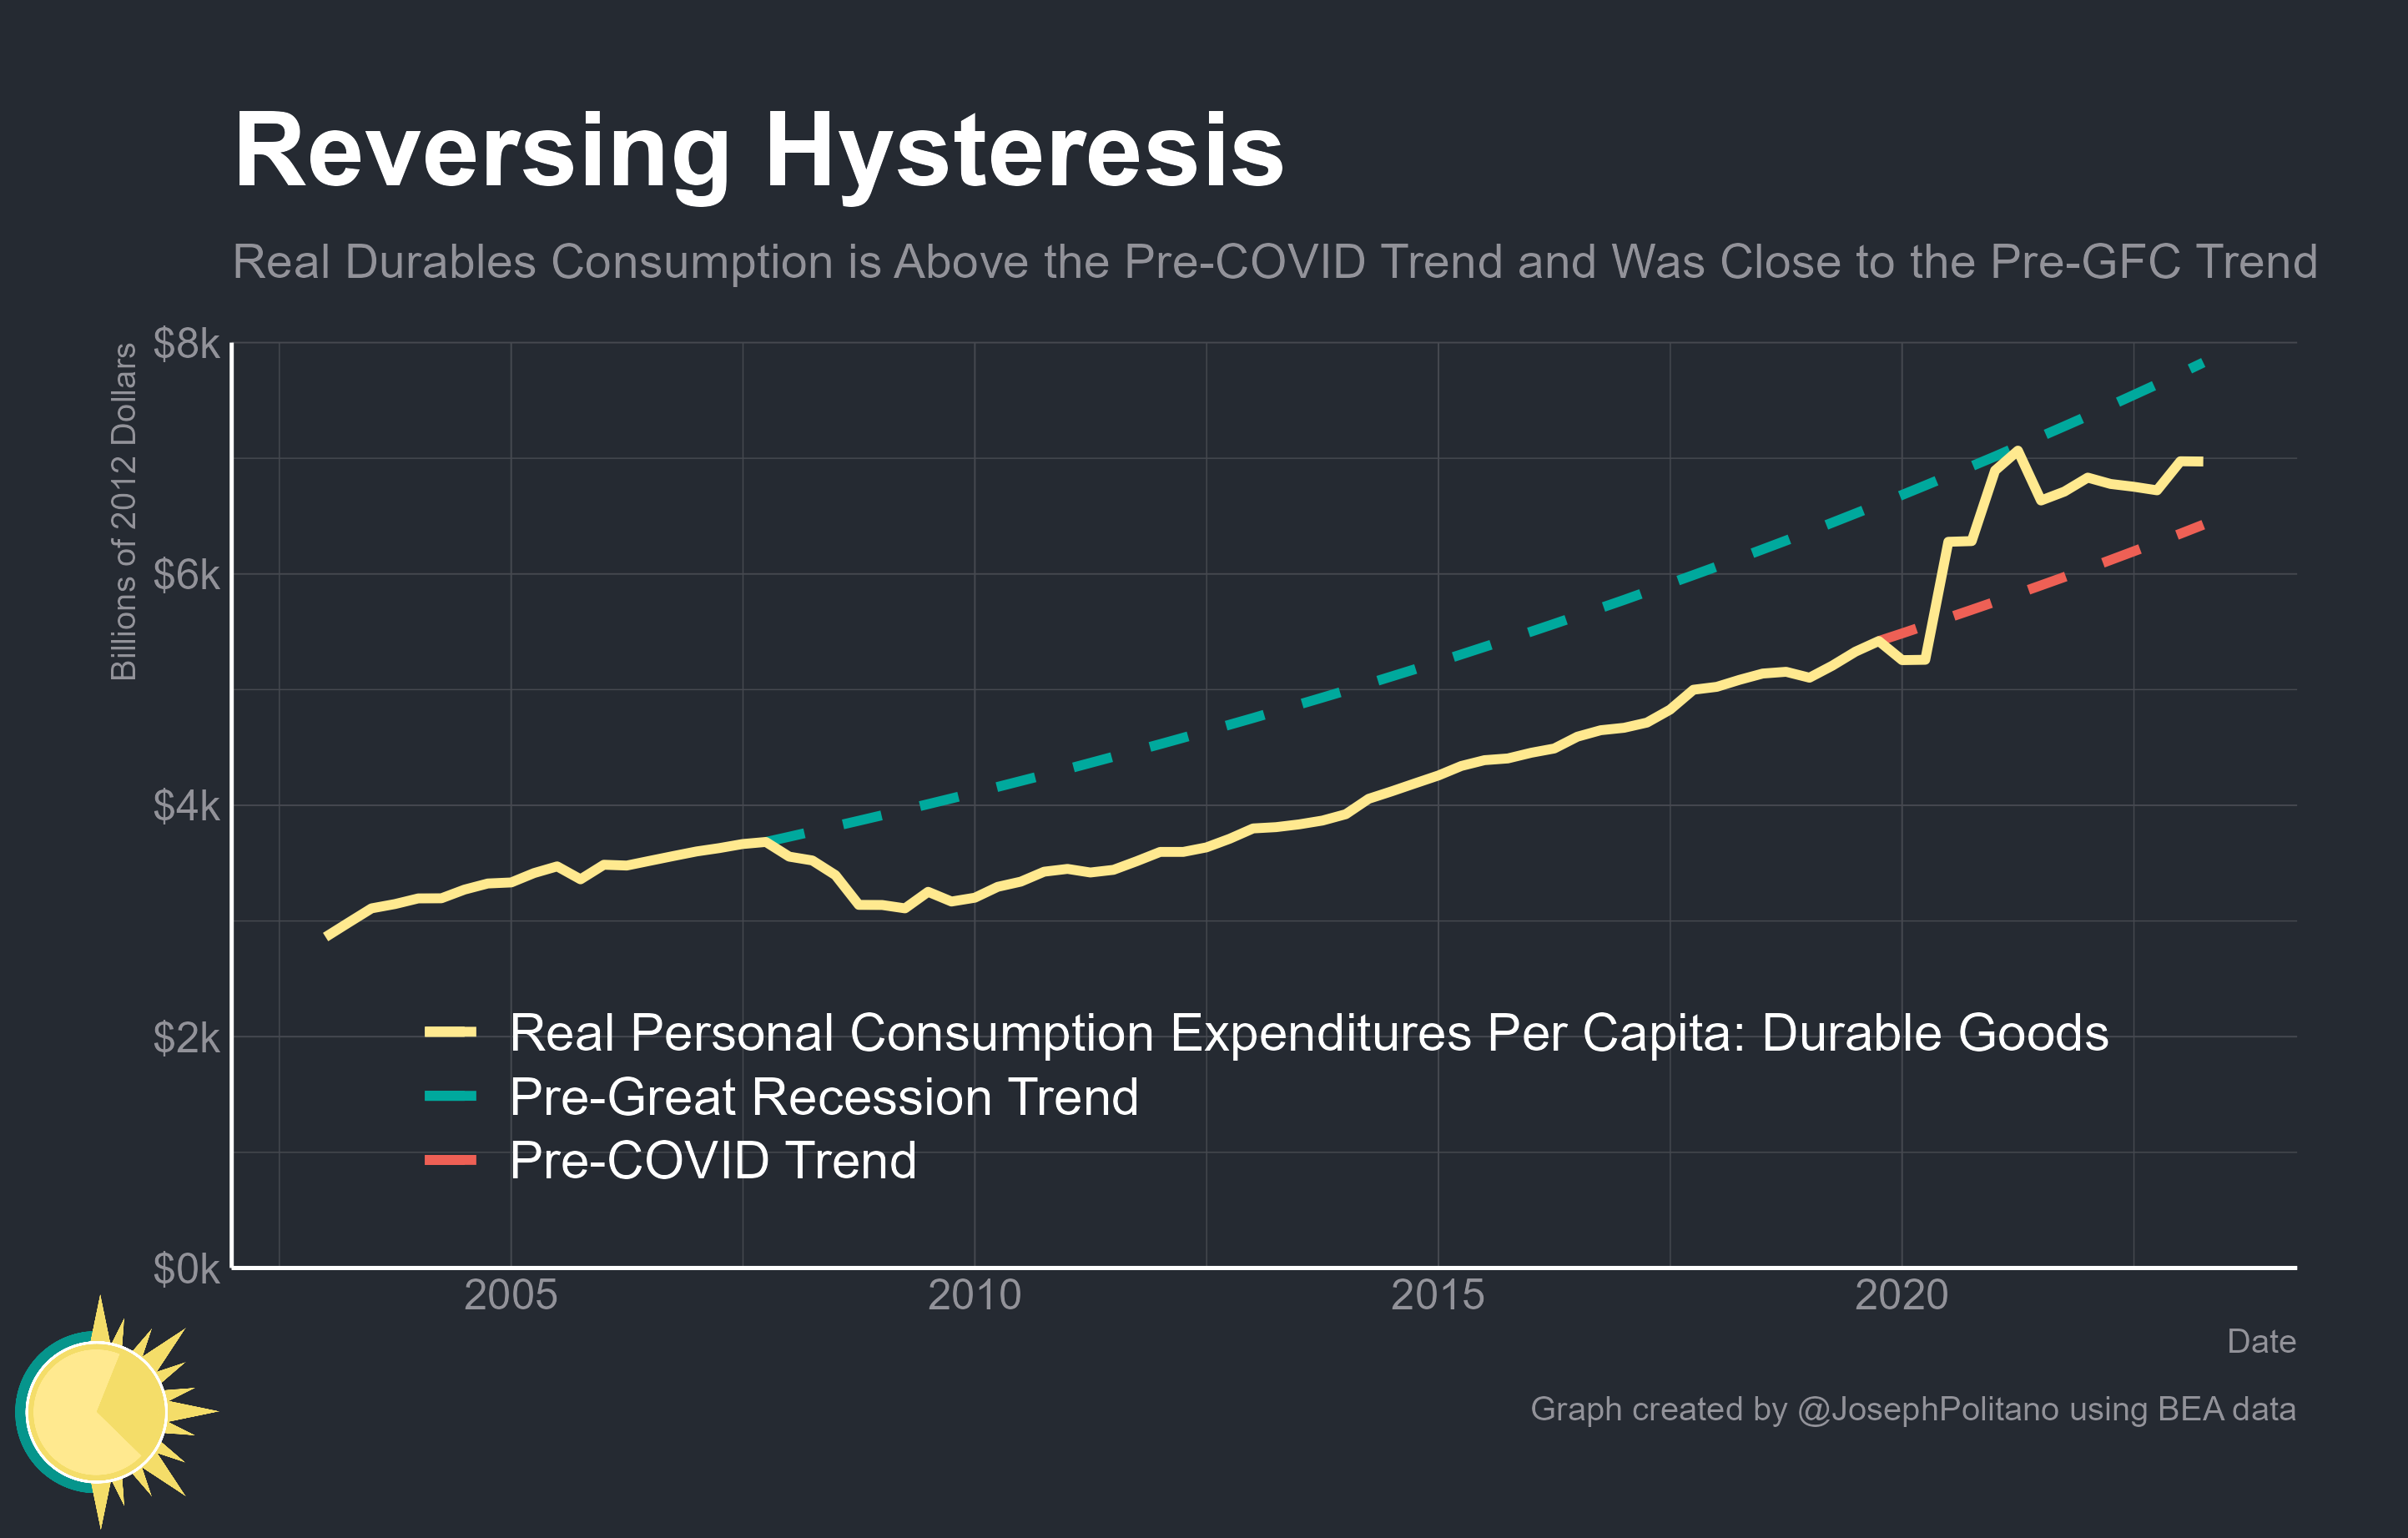 Reversing Hysteresis
Real Durables Consumption is Above the Pre-COVID Trend and Was Close to the Pre-GFC Trend
Billions of 2012 Dollars
$8k
$6k
$4k
$2k
$0k
Real Personal Consumption Expenditures Per Capita: Durable Goods
Pre-Great Recession Trend
Pre-COVID Trend
2005 2010 2015 2020
Date
Graph created by @JosephPolitano using BEA data